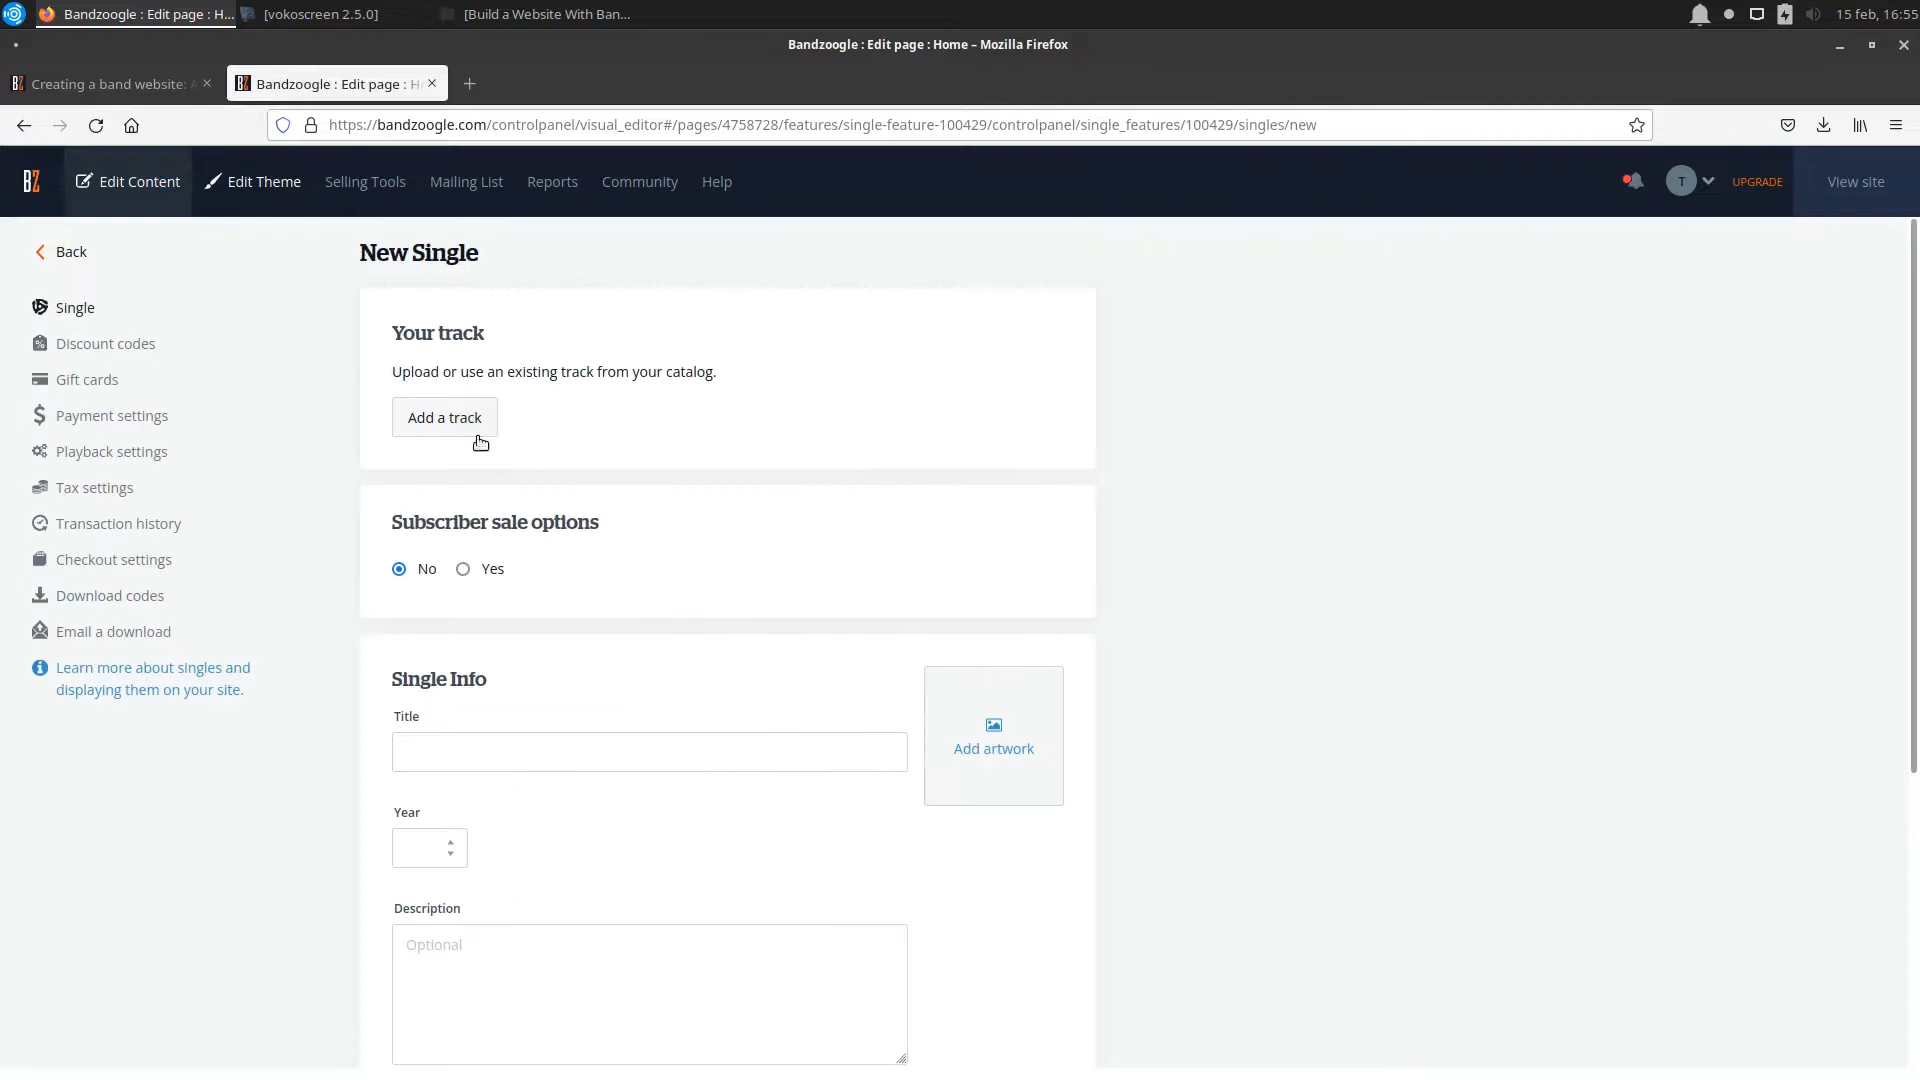 Bandzoogle : Edit page : H...
[vokoscreen 2.5.0]
[Build a Website With Ban...
15 feb, 16:55
Bandzoogle : Edit page : Home – Mozilla Firefox
BZ Creating a band website: A
BZ Bandzoogle : Edit page : H
https://bandzoogle.com/controlpanel/visual_editor#/pages/4758728/features/single-feature-100429/controlpanel/single_features/100429/singles/new
BZ
Edit Content
Edit Theme
Selling Tools
Mailing List
Reports
Community
Help
T
UPGRADE
View site
Back
Single
Discount codes
Gift cards
Payment settings
Playback settings
Tax settings
Transaction history
Checkout settings
Download codes
Email a download
Learn more about singles and
displaying them on your site.
New Single
Your track
Upload or use an existing track from your catalog.
Add a track
Subscriber sale options
No
Yes
Single Info
Title
Add artwork
Year
Description
Optional